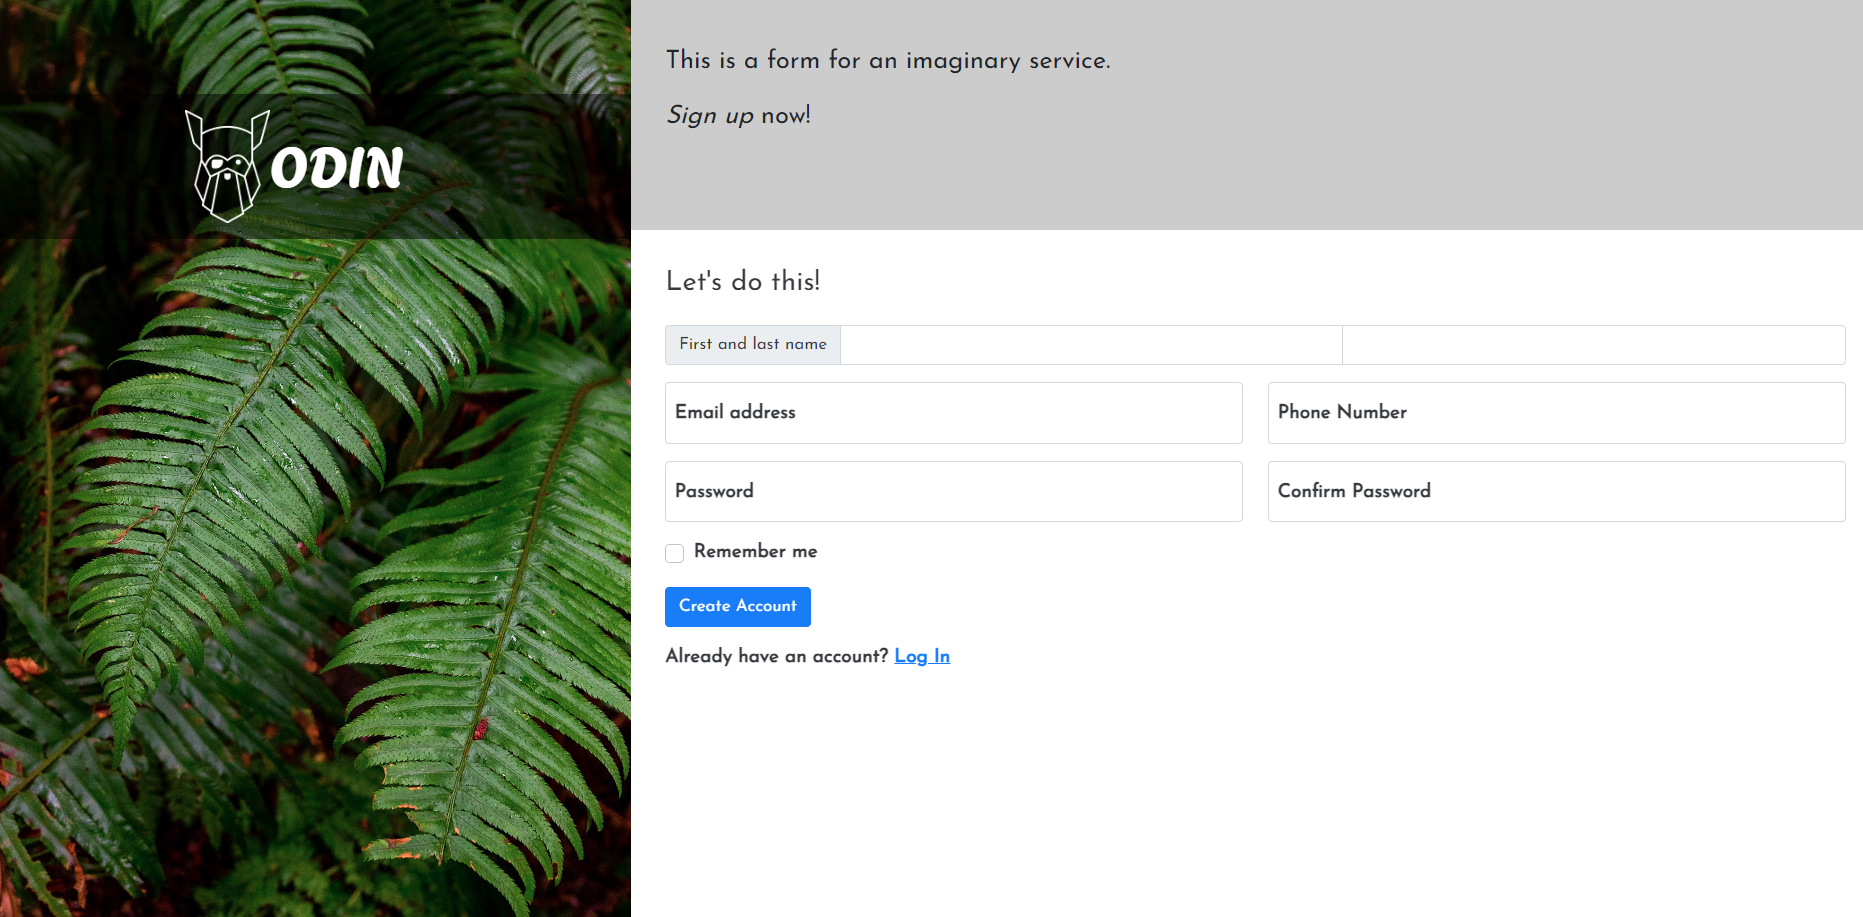 ODIN
This is a form for an imaginary service.
Sign up now!
Let's do this!
First and last name
Email address
Phone Number
Password
Confirm Password
Remember me
Create Account
Already have an account? Log In